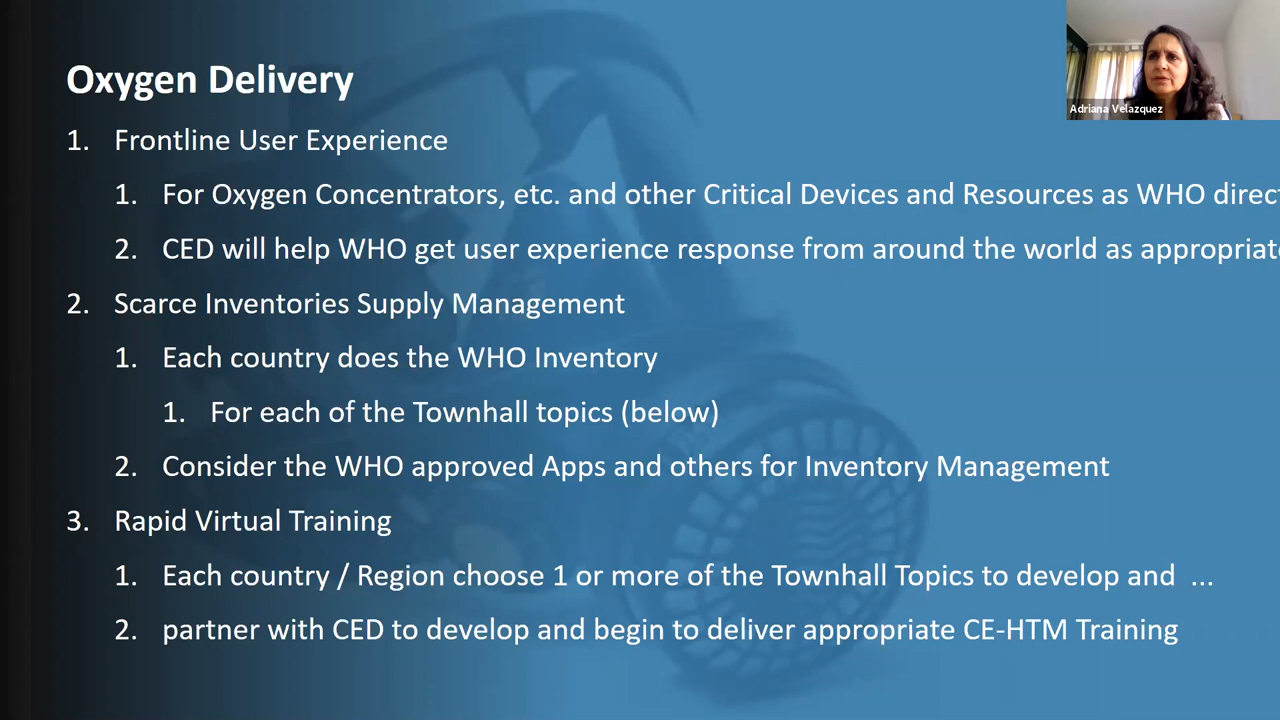 Oxygen Delivery
Adriana Velazquez
1. Frontline User Experience
1. For Oxygen Concentrators, etc. and other Critical Devices and Resources as WHO
2. CED will help WHO get user experience response from around the world as
2. Scarce Inventories Supply Management
1. Each country does the WHO Inventory
1. For each of the Townhall topics (below)
2. Consider the WHO approved Apps and others for Inventory Management
3. Rapid Virtual Training
1. Each country / Region choose 1 or more of the Townhall Topics to develop and ...
2. partner with CED to develop and begin to deliver appropriate CE-HTM Training